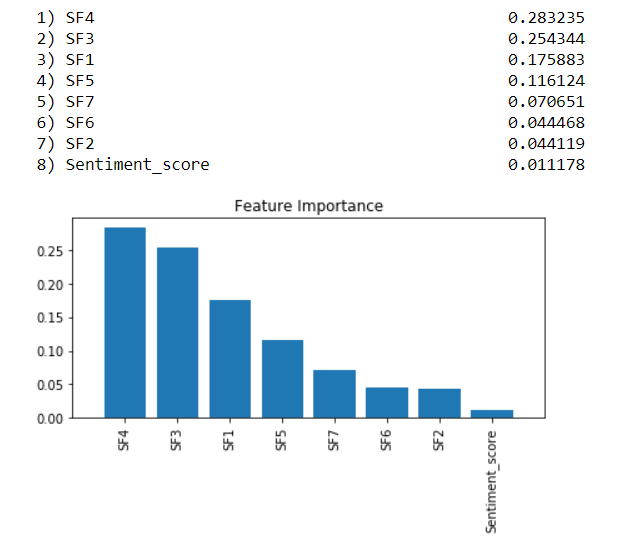 1) SF4 0.283235
2) SF3 0.254344
3) SF1 0.175883
4) SF5 0.116124
5) SF7 0.070651
6) SF6 0.044468
7) SF2 0.044119
8) Sentiment_score 0.011178
Feature Importance
0.25
0.20
0.15
0.10
0.05
0.00
SF4
SF3
SF1
SF5
SF7
SF6
SF2
Sentiment_score